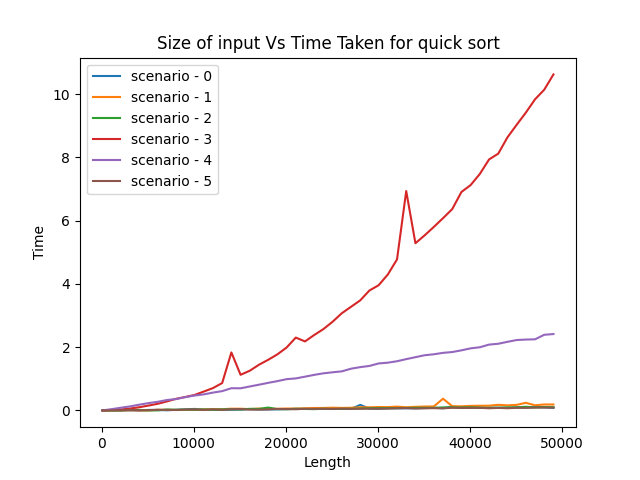 Size of input Vs Time Taken for quick sort
scenario - 0
scenario - 1
scenario - 2
scenario - 3
scenario - 4
scenario - 5
10
8
6
4
2
0
Time
0 10000 20000 30000 40000 50000
Length